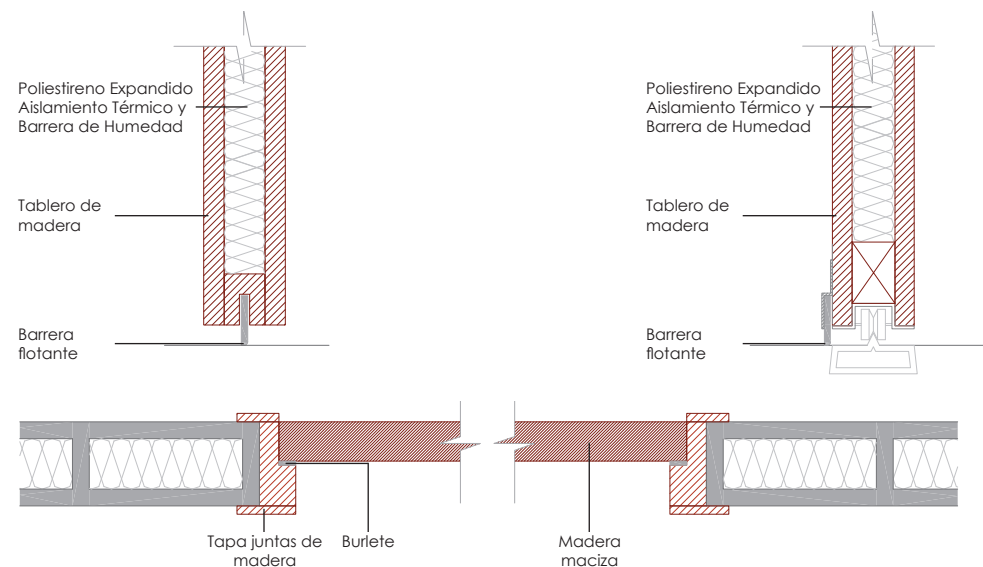 Poliestireno Expandido
Aislamiento Térmico y
Barrera de Humedad
Tablero de
madera
Barrera
flotante
Poliestireno Expandido
Aislamiento Térmico y
Barrera de Humedad
Tablero de
madera
Barrera
flotante
Tapa juntas de
madera
Burlete
Madera
maciza